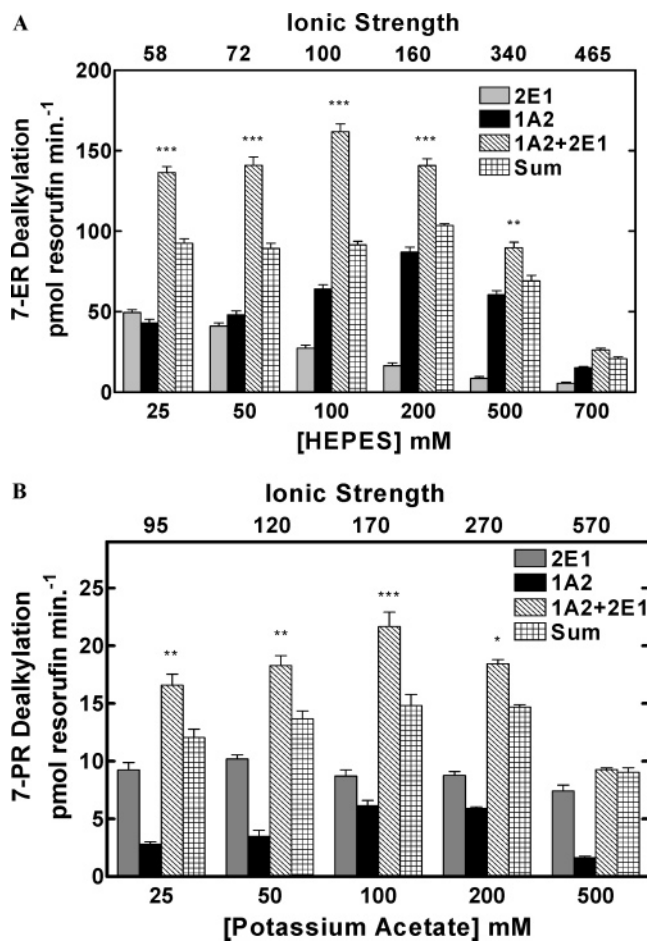 A
Ionic Strength
58 72 100 160 340 465
200
150
100
50
0
7-ER Dealkylation
pmol resorufin min.-1
2E1
1A2
1A2+2E1
Sum
*** *** *** *** **
25 50 100 200 500 700
[HEPES] mM
B
Ionic Strength
95 120 170 270 570
25
20
15
10
5
0
7-PR Dealkylation
pmol resorufin min.-1
2E1
1A2
1A2+2E1
Sum
** ** *** *
25 50 100 200 500
[Potassium Acetate] mM